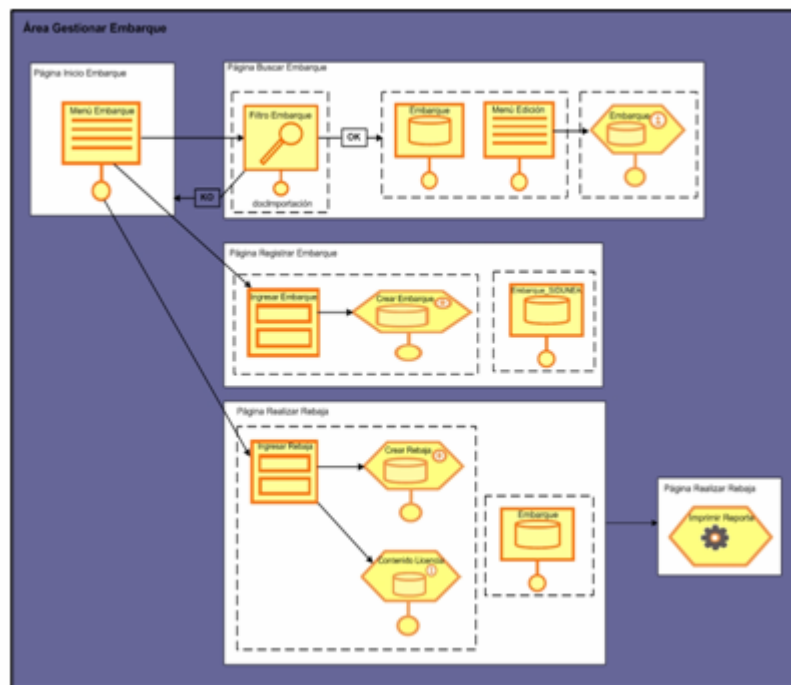 Área Gestionar Embarque
Página Inicio Embarque
Menú Embarque
Página Buscar Embarque
Filtro Embarque
docImportación
OK
KO
Embarque
Menú Edición
Embarque
Página Registrar Embarque
Ingresar Embarque
Crear Embarque
Embarque_SIDUNEA
Página Realizar Rebaja
Ingresar Rebaja
Crear Rebaja
Contenido Licencia
Embarque
Página Realizar Rebaja
Imprimir Reporte